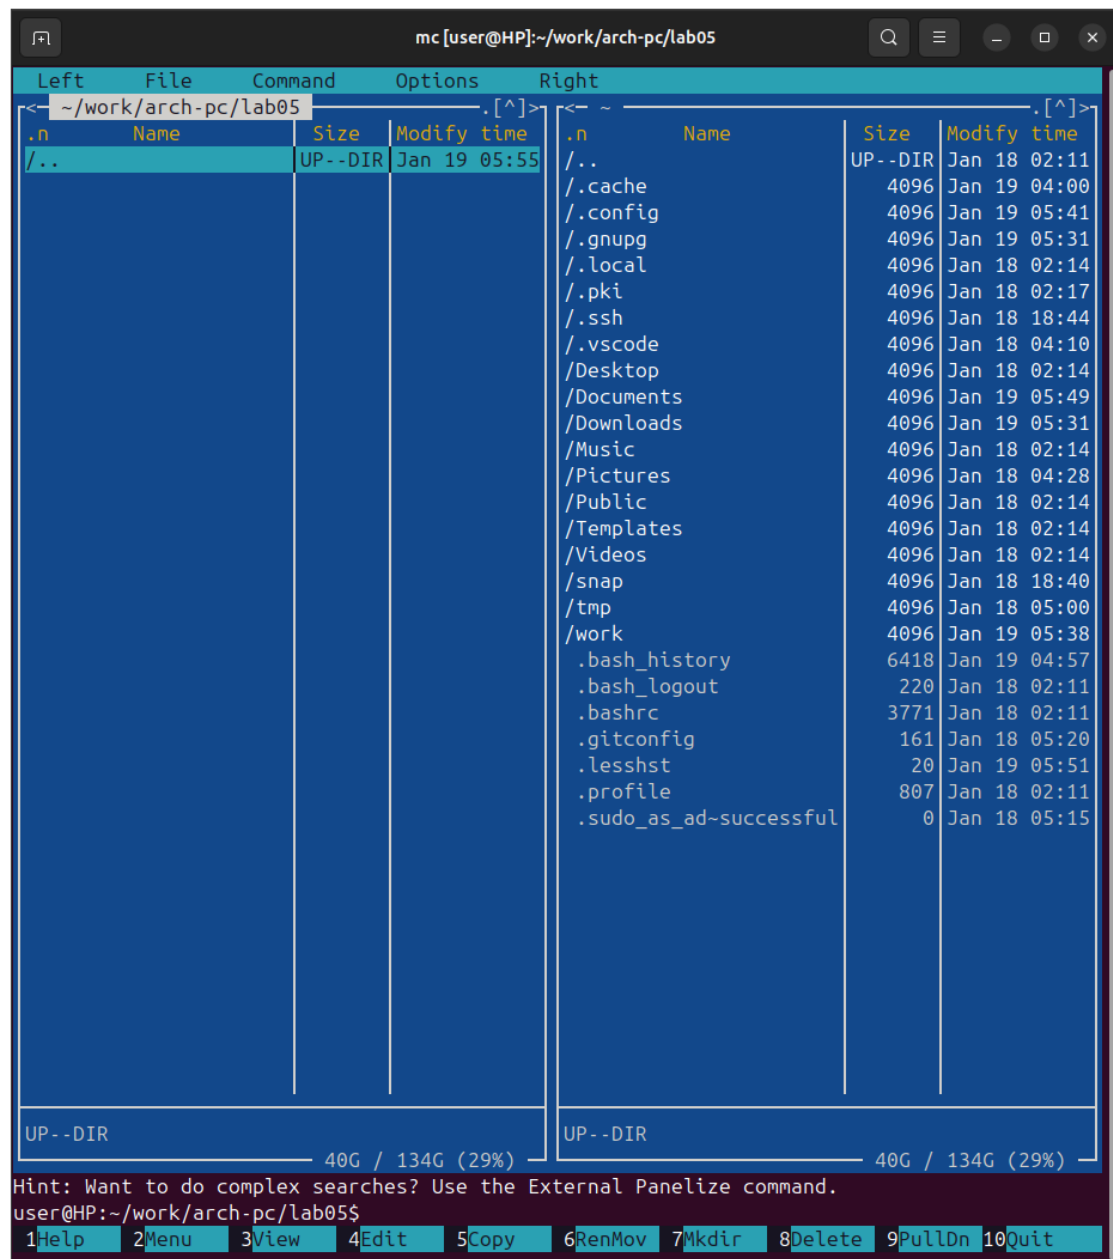 mc [user@HP]:~/work/arch-pc/lab05
Left File Command Options Right
<- ~/work/arch-pc/lab05 .[^]>
.n Name Size Modify time
/.. UP--DIR Jan 19 05:55
UP--DIR
40G / 134G (29%)
<- ~ .[^]>
.n Name Size Modify time
/.. UP--DIR Jan 18 02:11
/.cache 4096 Jan 19 04:00
/.config 4096 Jan 19 05:41
/.gnupg 4096 Jan 19 05:31
/.local 4096 Jan 18 02:14
/.pki 4096 Jan 18 02:17
/.ssh 4096 Jan 18 18:44
/.vscode 4096 Jan 18 04:10
/Desktop 4096 Jan 18 02:14
/Documents 4096 Jan 19 05:49
/Downloads 4096 Jan 19 05:31
/Music 4096 Jan 18 02:14
/Pictures 4096 Jan 18 04:28
/Public 4096 Jan 18 02:14
/Templates 4096 Jan 18 02:14
/Videos 4096 Jan 18 02:14
/snap 4096 Jan 18 18:40
/tmp 4096 Jan 18 05:00
/work 4096 Jan 19 05:38
.bash_history 6418 Jan 19 04:57
.bash_logout 220 Jan 18 02:11
.bashrc 3771 Jan 18 02:11
.gitconfig 161 Jan 18 05:20
.lesshst 20 Jan 19 05:51
.profile 807 Jan 18 02:11
.sudo_as_ad~successful 0 Jan 18 05:15
UP--DIR
40G / 134G (29%)
Hint: Want to do complex searches? Use the External Panelize command.
user@HP:~/work/arch-pc/lab05$
1Help 2Menu 3View 4Edit 5Copy 6RenMov 7Mkdir 8Delete 9PullDn 10Quit